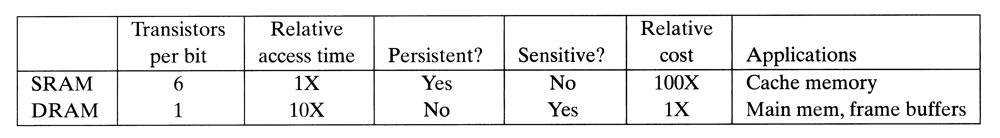 Transistors Relative Relative
per bit access time Persistent? Sensitive? cost Applications
SRAM 6 1X Yes No 100X Cache memory
DRAM 1 10X No Yes 1X Main mem, frame buffers